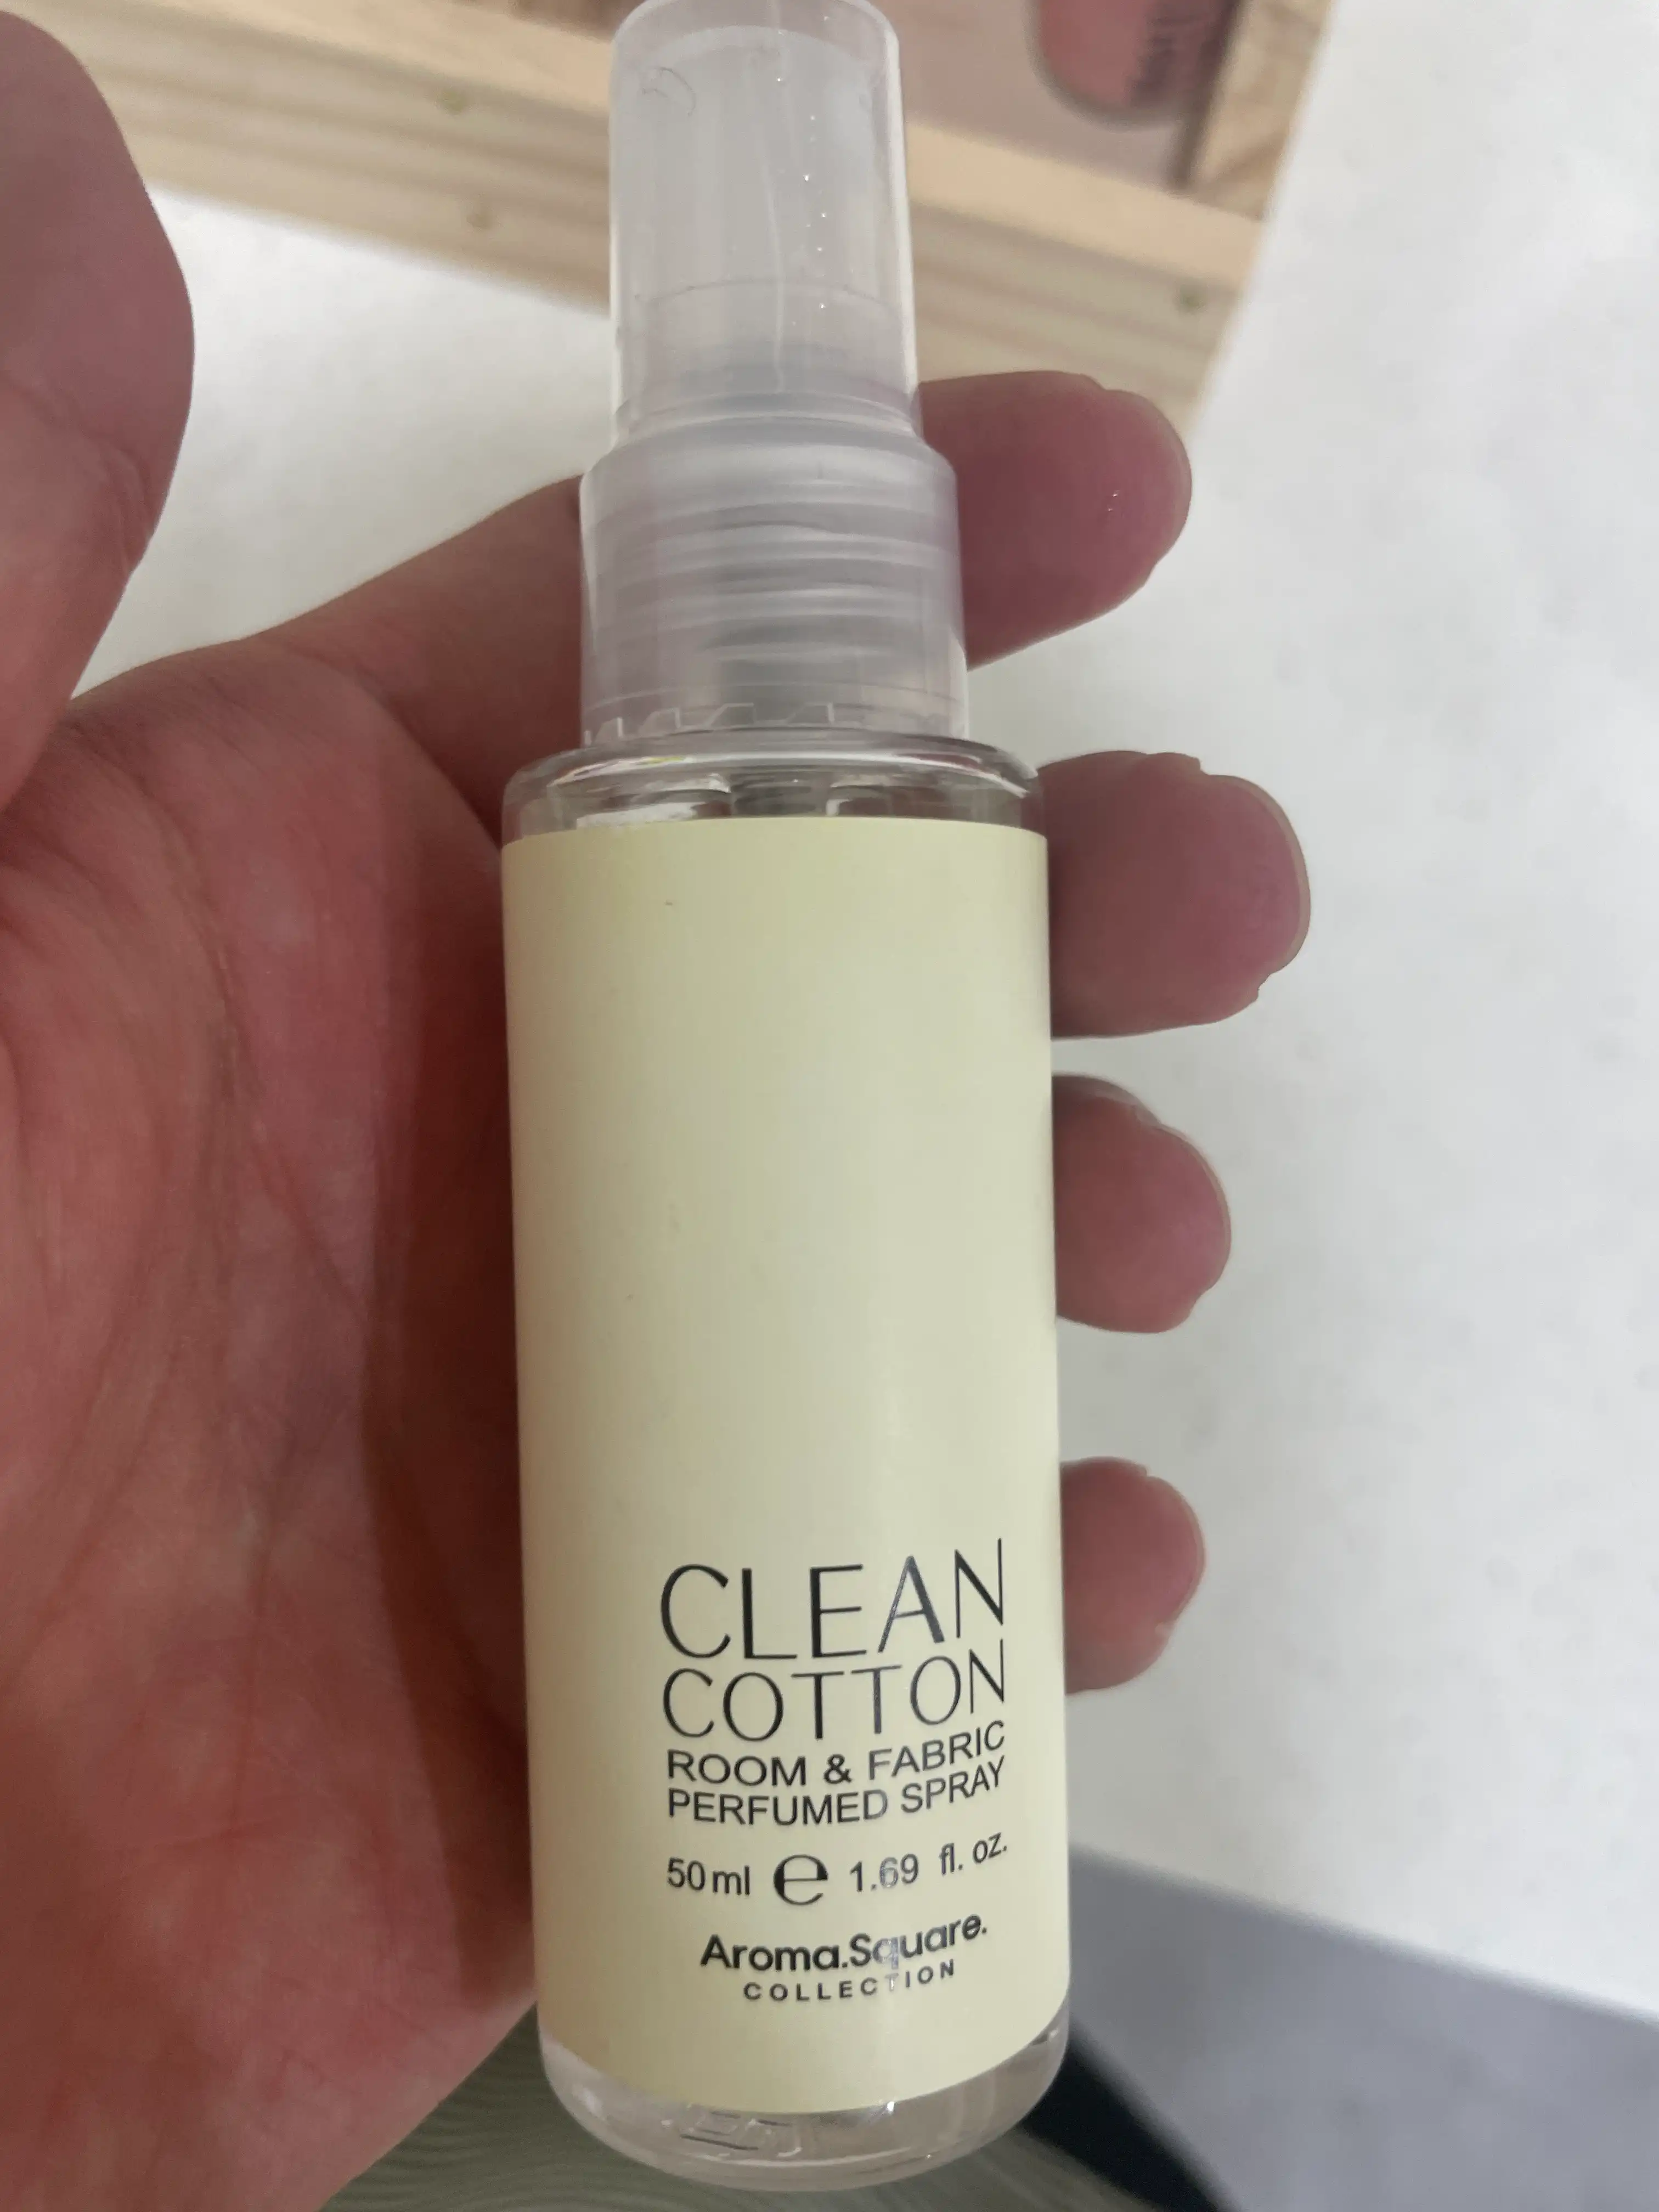 CLEAN
COTTON
ROOM & FABRIC
PERFUMED SPRAY
50ml ℮ 1.69 fl. oz.
Aroma.Square.
COLLECTION